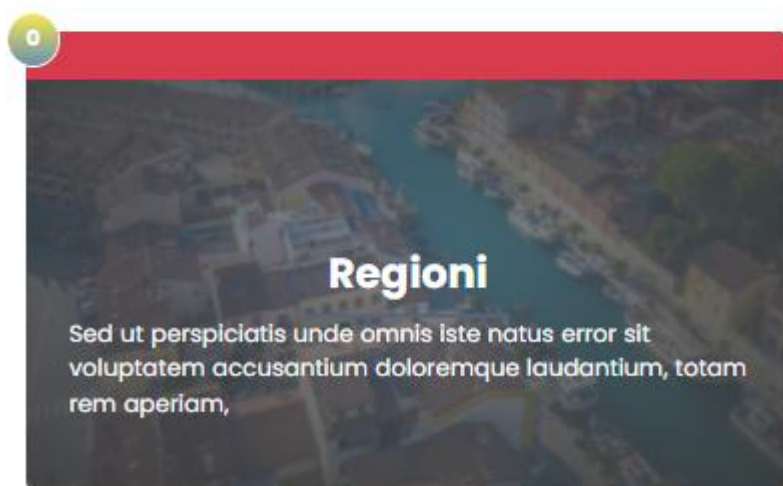 0
Regioni
Sed ut perspiciatis unde omnis iste natus error sit
voluptatem accusantium doloremque laudantium, totam
rem aperiam,